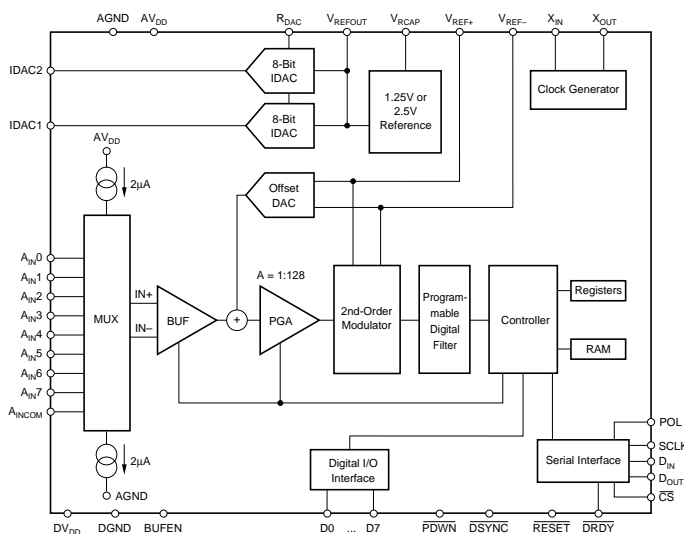 AGND AVDD RDAC VREFOUT VRCAP VREF+ VREF– XIN XOUT
IDAC2
8-Bit
IDAC
IDAC1
8-Bit
IDAC
1.25V or
2.5V
Reference
Clock Generator
AVDD
2μA
Offset
DAC
AIN0
AIN1
AIN2
AIN3
AIN4
AIN5
AIN6
AIN7
AINCOM
MUX
IN+
IN–
BUF
+
A = 1:128
PGA
2nd-Order
Modulator
Program-
mable
Digital
Filter
Controller
Registers
RAM
2μA
AGND
Digital I/O
Interface
Serial Interface
POL
SCLK
DIN
DOUT
CS
DVDD DGND BUFEN D0 ... D7 PDWN DSYNC RESET DRDY